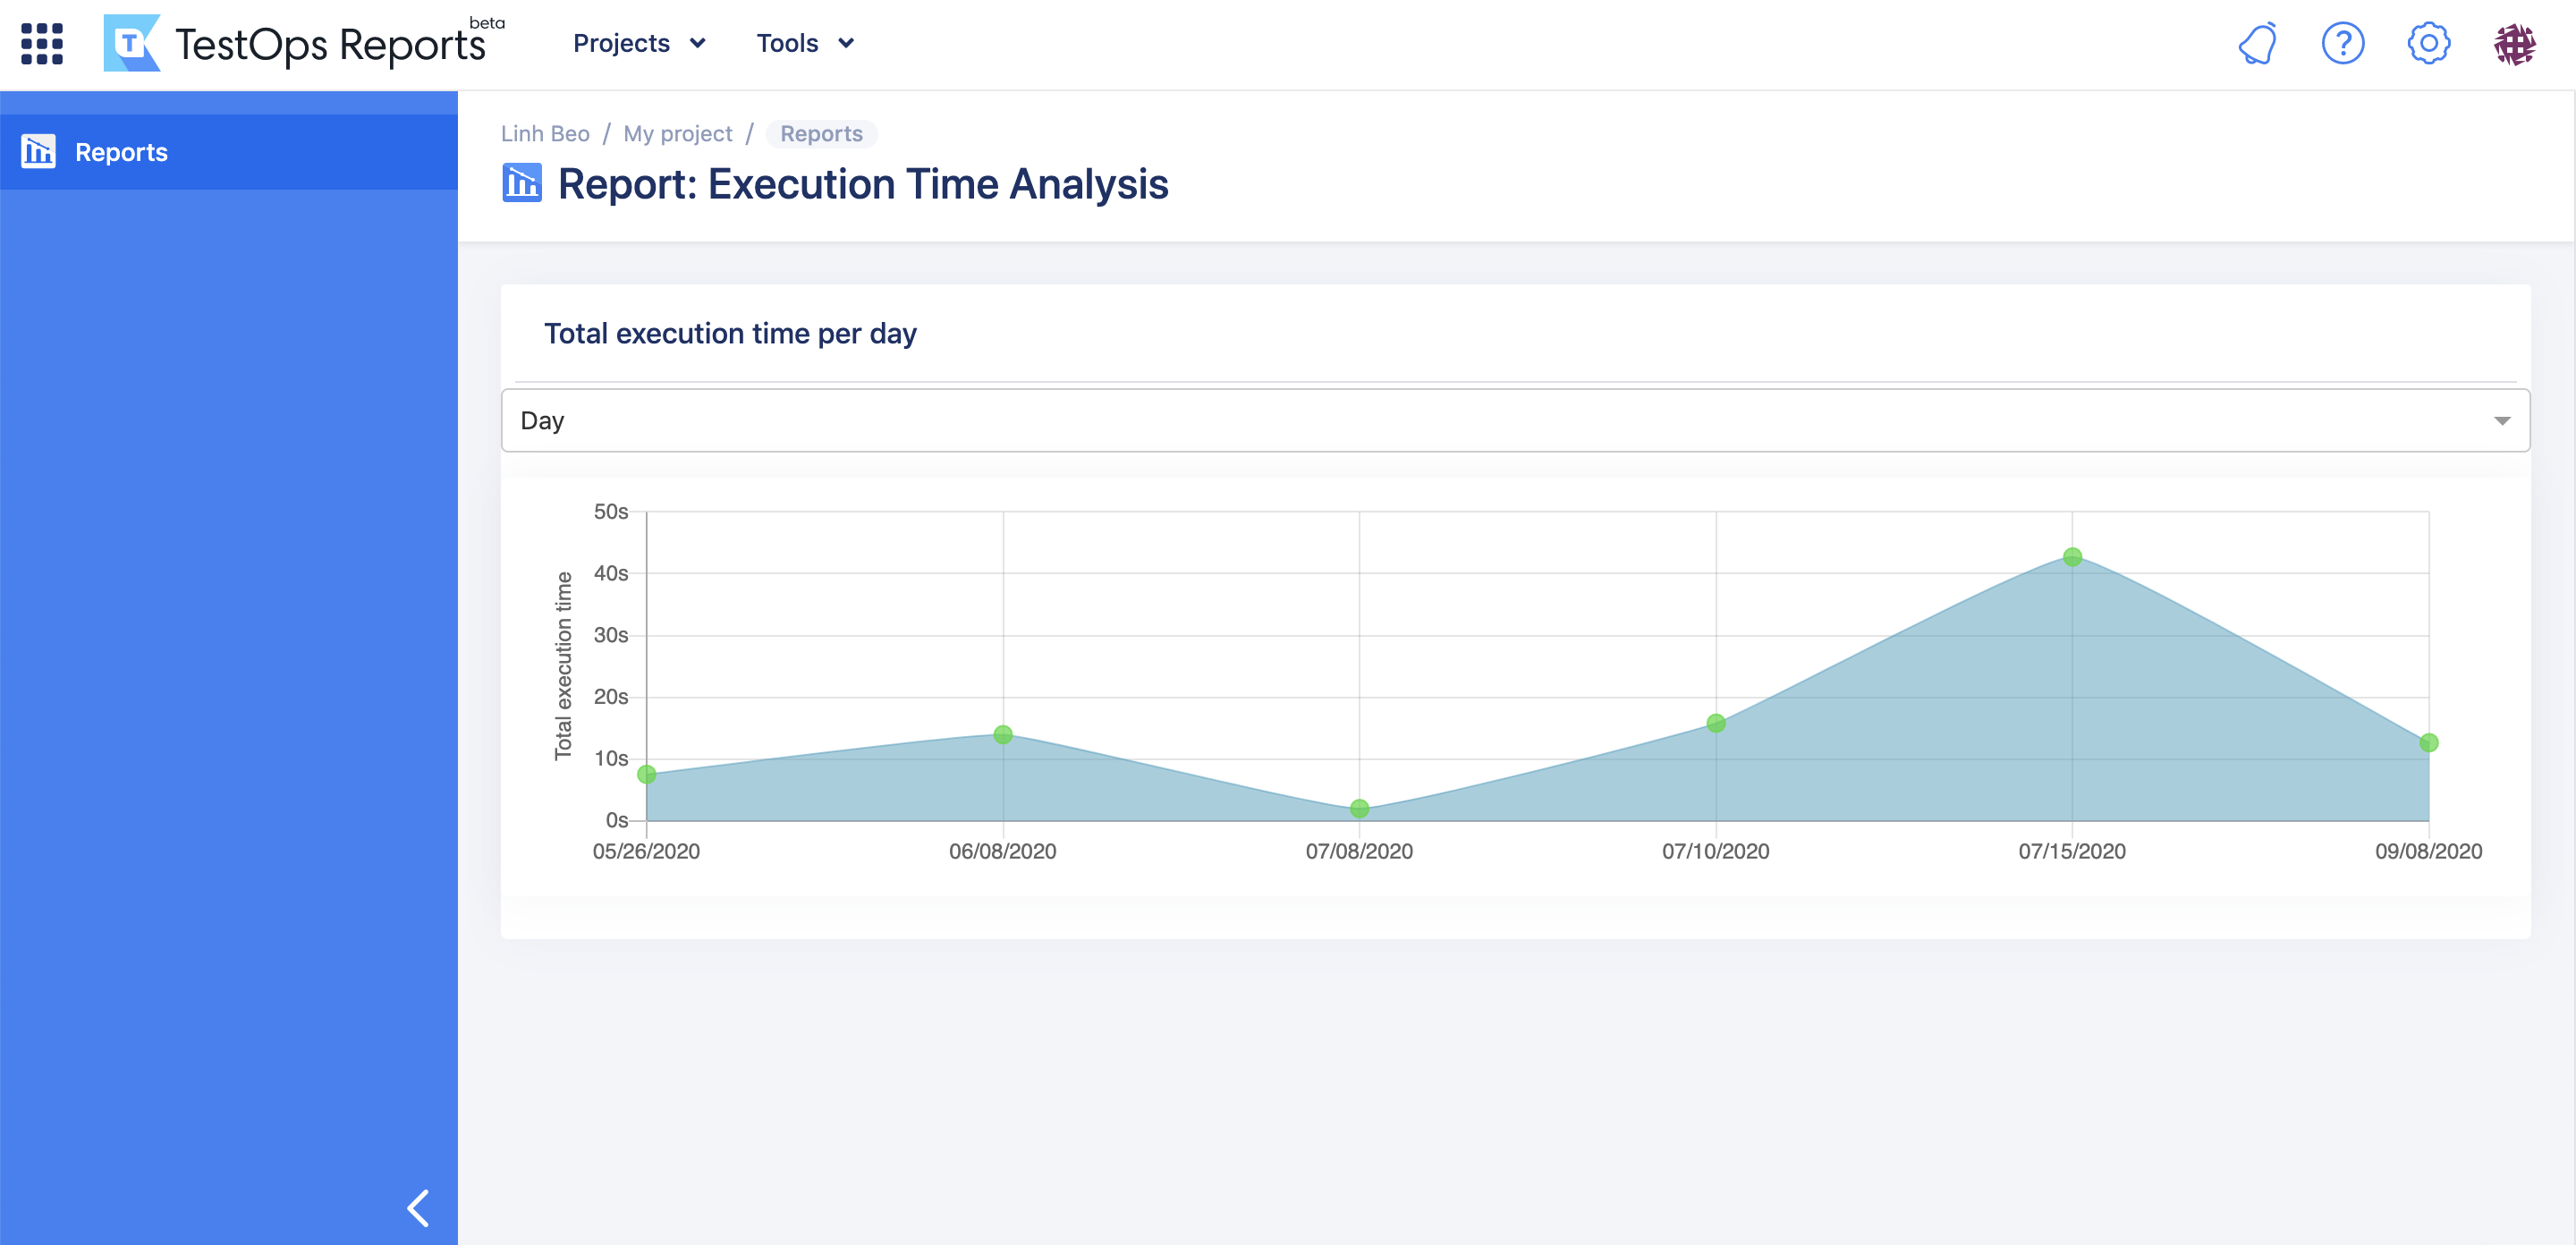 TestOps Reports beta
Projects
Tools
Reports
Linh Beo / My project / Reports
Report: Execution Time Analysis
Total execution time per day
Day
Total execution time
50s
40s
30s
20s
10s
0s
05/26/2020
06/08/2020
07/08/2020
07/10/2020
07/15/2020
09/08/2020